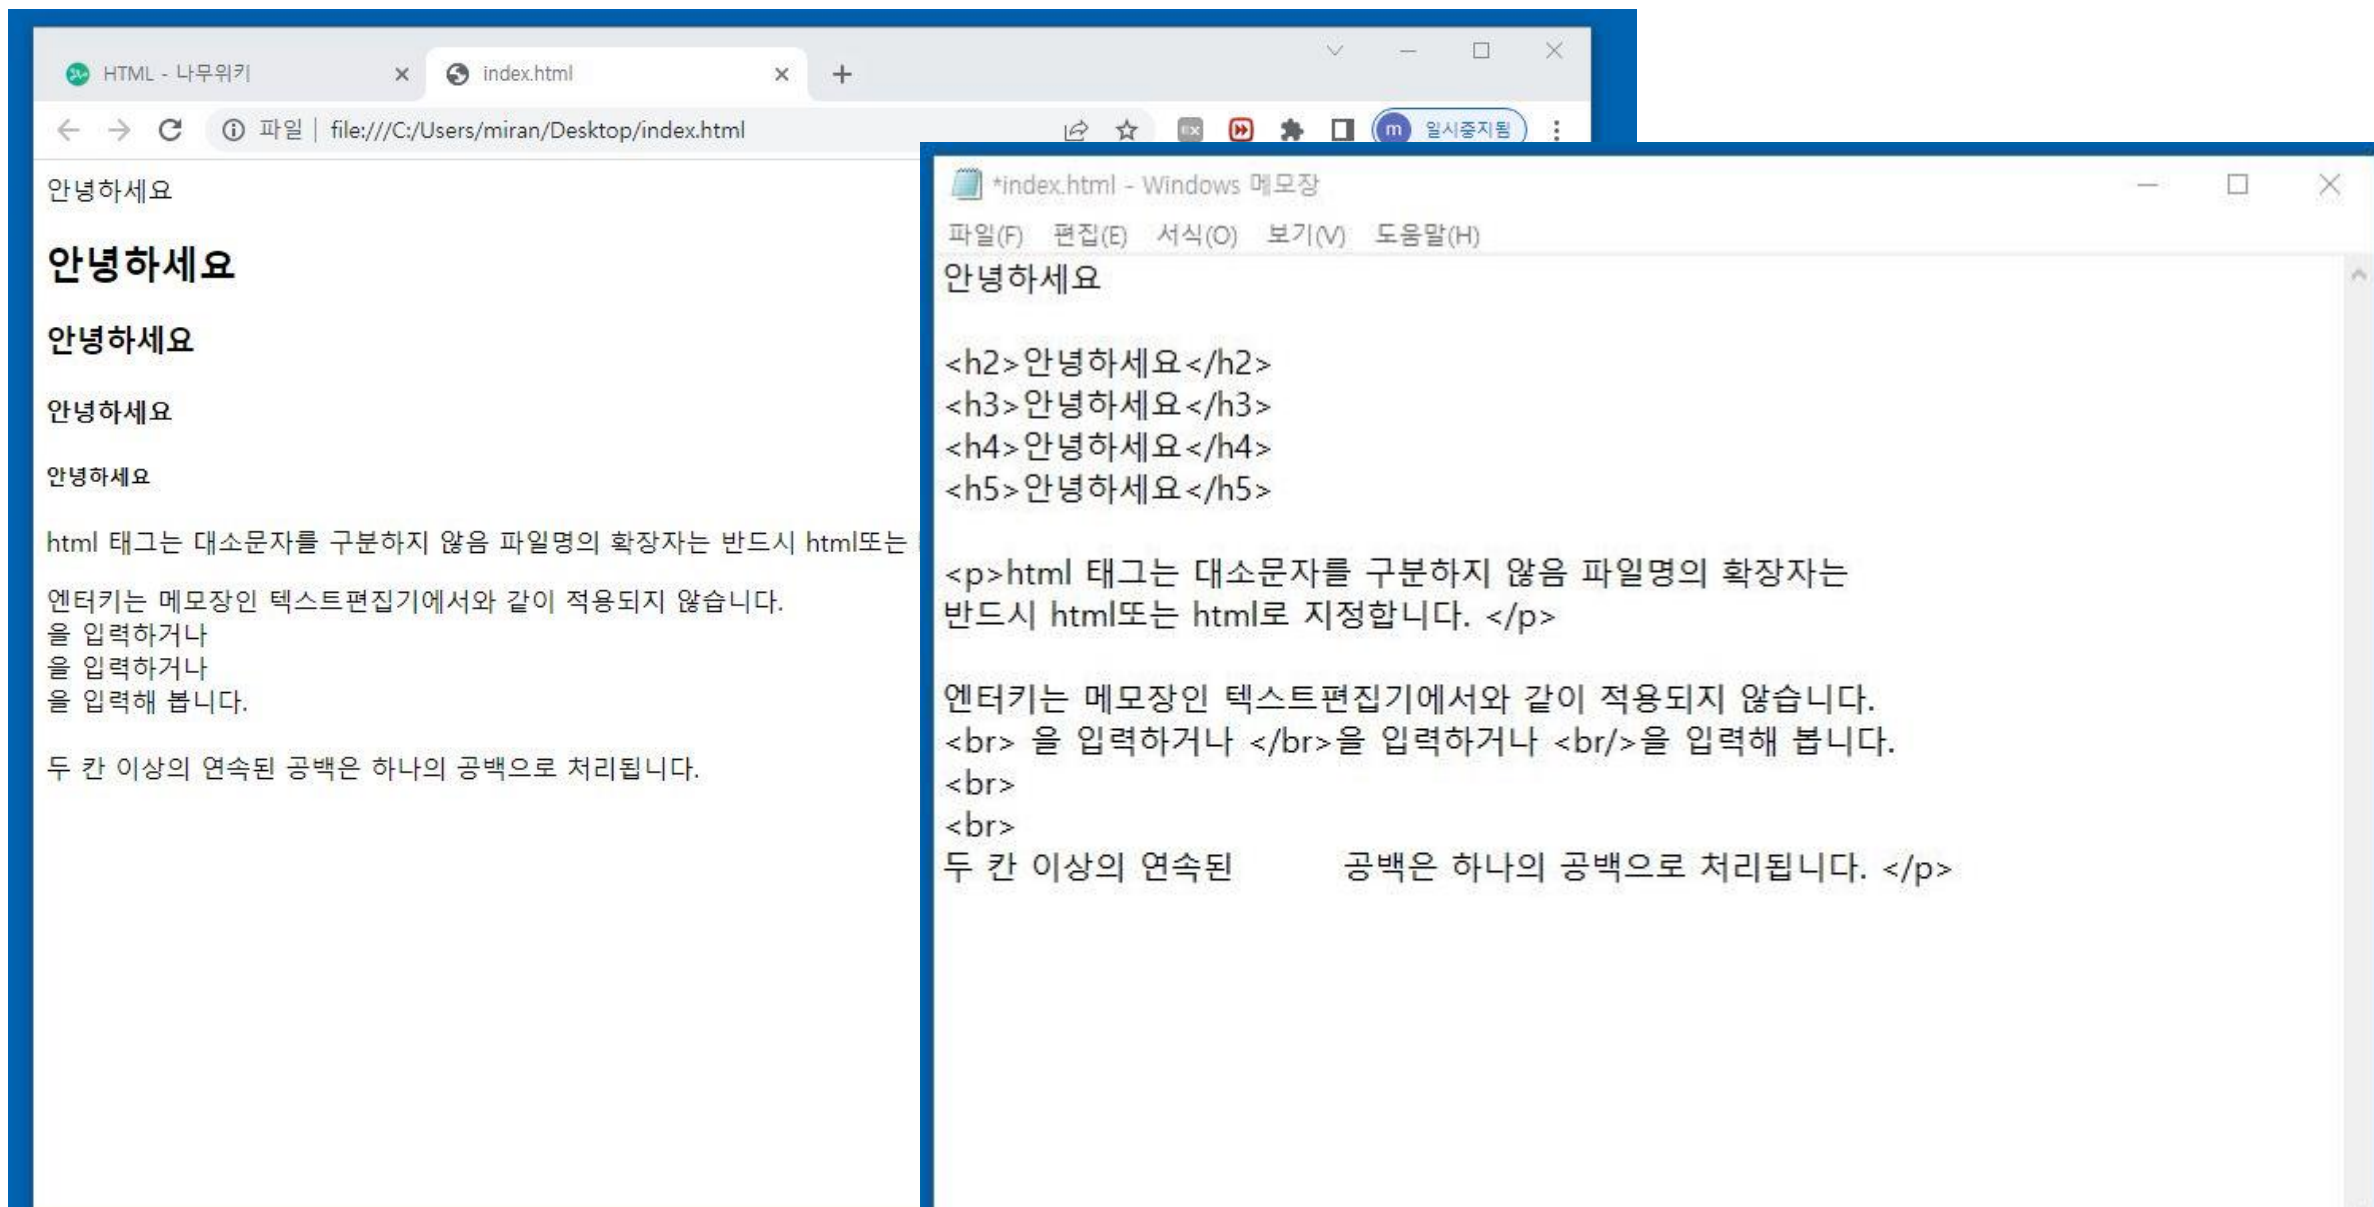 HTML - 나무위키
index.html
파일 | file:///C:/Users/miran/Desktop/index.html
m 일시중지됨
안녕하세요
안녕하세요
안녕하세요
안녕하세요
안녕하세요
html 태그는 대소문자를 구분하지 않음 파일명의 확장자는 반드시 html또는
엔터키는 메모장인 텍스트편집기에서와 같이 적용되지 않습니다.
을 입력하거나
을 입력하거나
을 입력해 봅니다.
두 칸 이상의 연속된 공백은 하나의 공백으로 처리됩니다.
*index.html - Windows 메모장
파일(F) 편집(E) 서식(O) 보기(V) 도움말(H)
안녕하세요
<h2>안녕하세요</h2>
<h3>안녕하세요</h3>
<h4>안녕하세요</h4>
<h5>안녕하세요</h5>
<p>html 태그는 대소문자를 구분하지 않음 파일명의 확장자는
반드시 html또는 html로 지정합니다. </p>
엔터키는 메모장인 텍스트편집기에서와 같이 적용되지 않습니다.
<br> 을 입력하거나 </br>을 입력하거나 <br/>을 입력해 봅니다.
<br>
<br>
두 칸 이상의 연속된 공백은 하나의 공백으로 처리됩니다. </p>